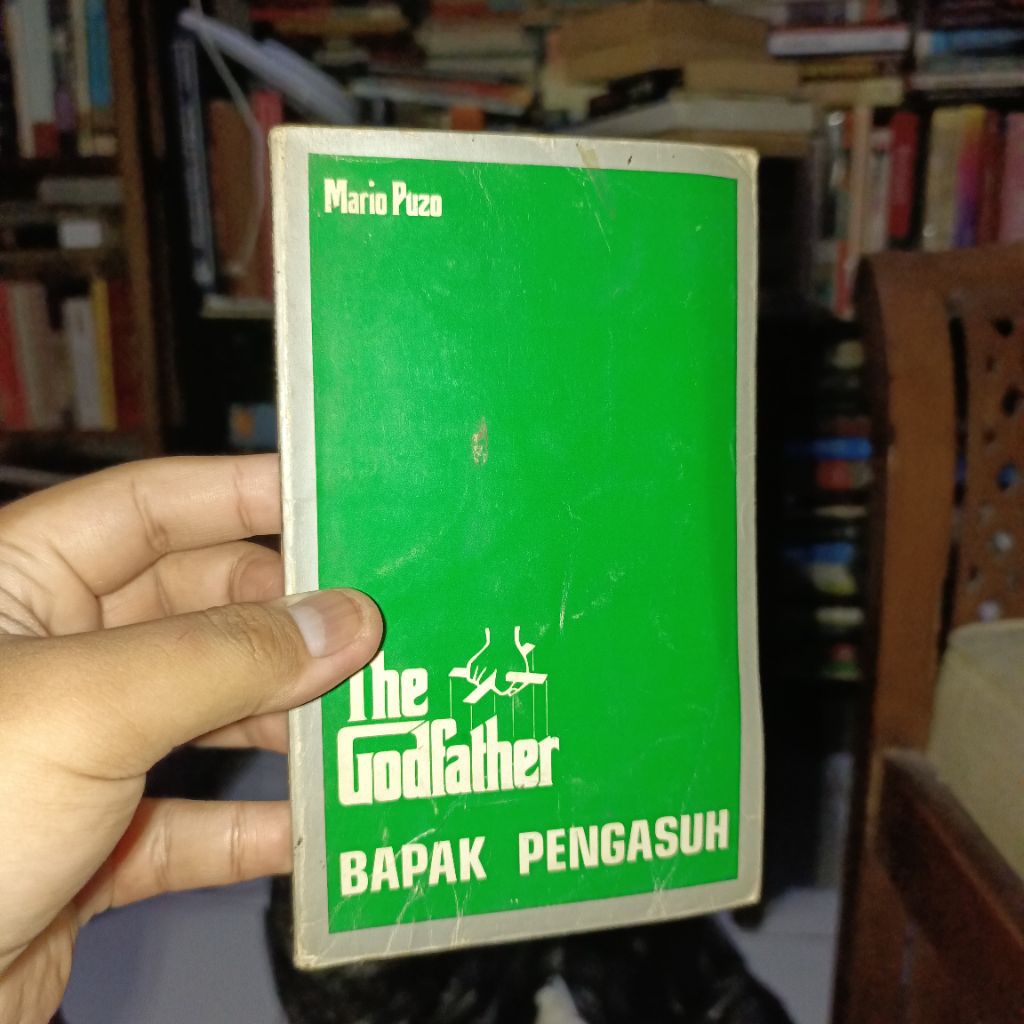 Mario Puzo
The
Godfather
BAPAK PENGASUH